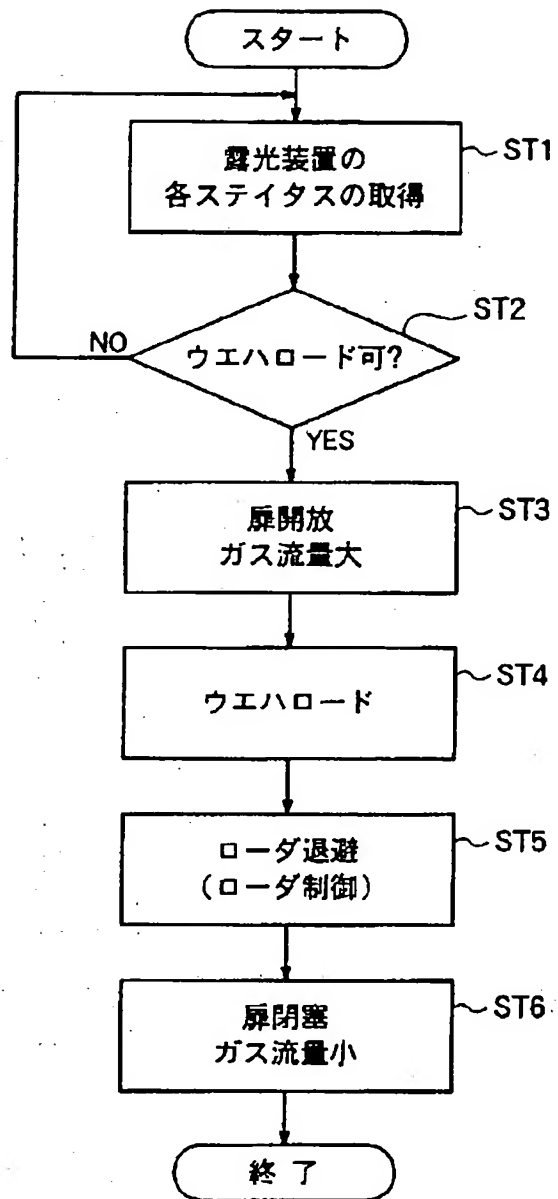 スタート
露光装置の
各ステイタスの取得
ST1
ウエハロード可?
ST2
NO
YES
扉開放
ガス流量大
ST3
ウエハロード
ST4
ローダ退避
(ローダ制御)
ST5
扉閉塞
ガス流量小
ST6
終了